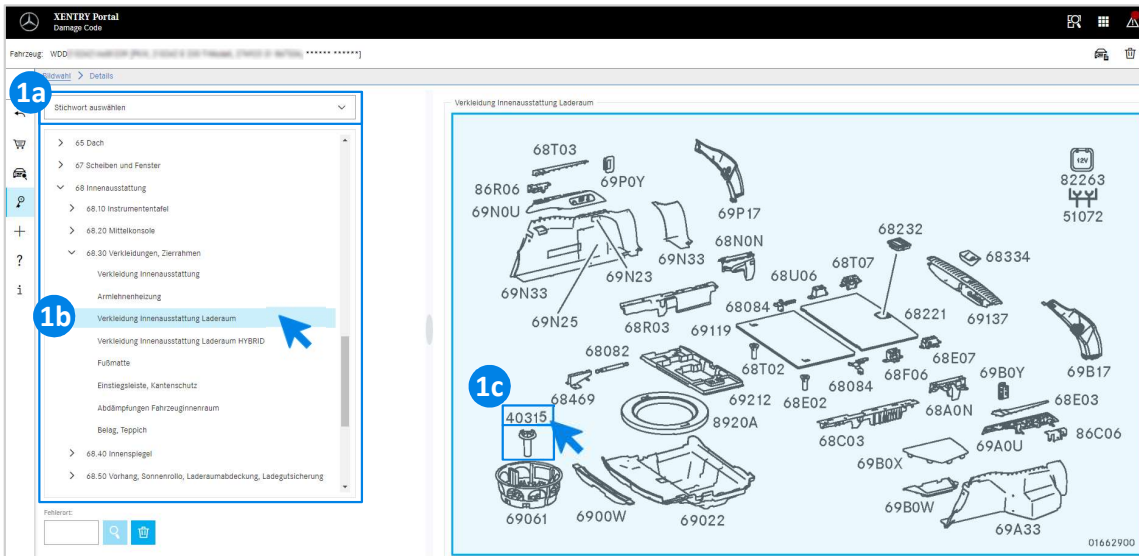 XENTRY Portal
Damage Code
Fahrzeug: WDD ****** ******]
Bildwahl > Details
1a
Stichwort auswählen
65 Dach
67 Scheiben und Fenster
68 Innenausstattung
68.10 Instrumententafel
68.20 Mittelkonsole
68.30 Verkleidungen, Zierrahmen
Verkleidung Innenausstattung
Armlehnenheizung
1b
Verkleidung Innenausstattung Laderaum
Verkleidung Innenausstattung Laderaum HYBRID
Fußmatte
Einstiegsleiste, Kantenschutz
Abdämpfungen Fahrzeuginnenraum
Belag, Teppich
68.40 Innenspiegel
68.50 Vorhang, Sonnenrollo, Laderaumabdeckung, Ladegutsicherung
Fehlerort:
?
i
Verkleidung Innenausstattung Laderaum
68T03
69P0Y
86R06
69N0U
69P17
12V
82263
51072
68232
69N33
68N0N
69N23
68U06
68T07
68334
69N33
69N25
68R03
68084
69119
68221
69137
68082
68T02
68084
68F06
68E07
69B0Y
69B17
1c
68469
69212
68E02
68A0N
68E03
40315
8920A
68C03
69A0U
86C06
69B0X
69061
6900W
69022
69B0W
69A33
01662900